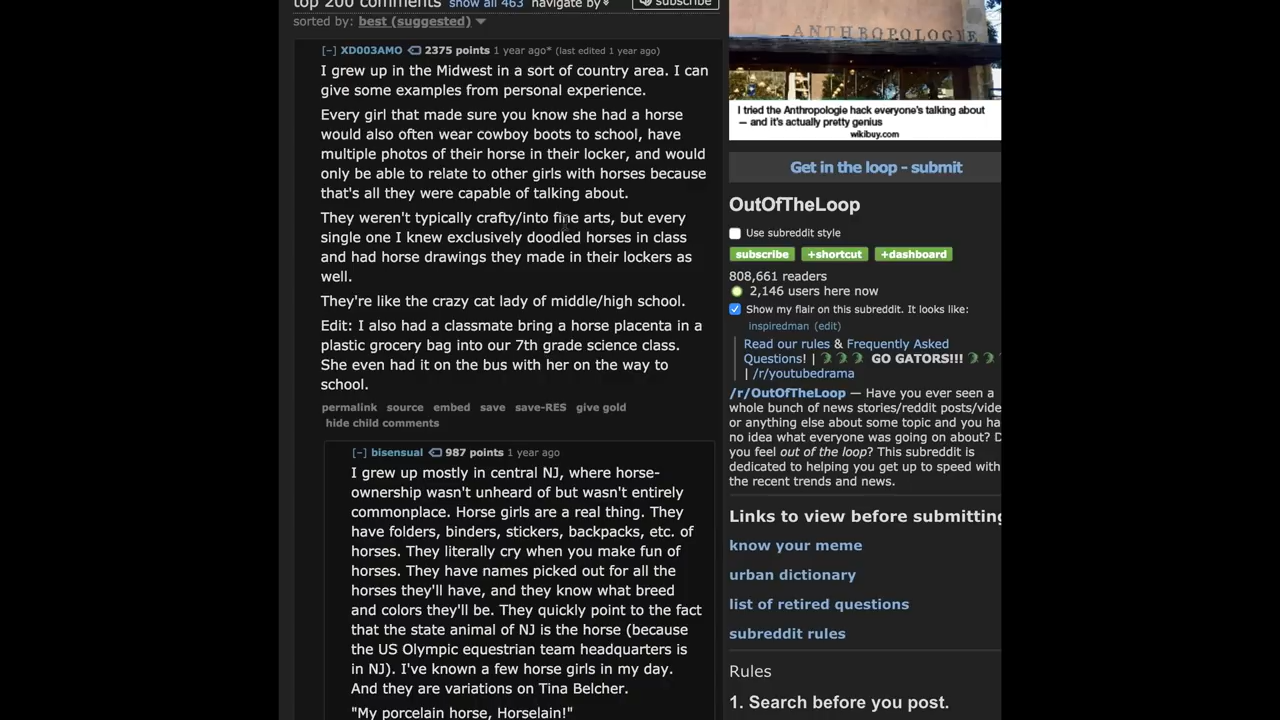 top 200 comments show all 463 navigate by subscribe
sorted by: best (suggested)
[–] XD003AMO 2375 points 1 year ago* (last edited 1 year ago)
I grew up in the Midwest in a sort of country area. I can
give some examples from personal experience.
Every girl that made sure you know she had a horse
would also often wear cowboy boots to school, have
multiple photos of their horse in their locker, and would
only be able to relate to other girls with horses because
that's all they were capable of talking about.
They weren't typically crafty/into fine arts, but every
single one I knew exclusively doodled horses in class
and had horse drawings they made in their lockers as
well.
They're like the crazy cat lady of middle/high school.
Edit: I also had a classmate bring a horse placenta in a
plastic grocery bag into our 7th grade science class.
She even had it on the bus with her on the way to
school.
permalink source embed save save-RES give gold
hide child comments
[–] bisensual 987 points 1 year ago
I grew up mostly in central NJ, where horse-
ownership wasn't unheard of but wasn't entirely
commonplace. Horse girls are a real thing. They
have folders, binders, stickers, backpacks, etc. of
horses. They literally cry when you make fun of
horses. They have names picked out for all the
horses they'll have, and they know what breed
and colors they'll be. They quickly point to the fact
that the state animal of NJ is the horse (because
the US Olympic equestrian team headquarters is
in NJ). I've known a few horse girls in my day.
And they are variations on Tina Belcher.
"My porcelain horse, Horselain!"
ANTHROPOLOGIE
I tried the Anthropologie hack everyone's talking about
— and it's actually pretty genius
wikibuy.com
Get in the loop - submit
OutOfTheLoop
Use subreddit style
subscribe +shortcut +dashboard
808,661 readers
2,146 users here now
Show my flair on this subreddit. It looks like:
inspiredman (edit)
Read our rules & Frequently Asked
Questions! | 🐊 🐊 🐊 GO GATORS!!! 🐊 🐊
| /r/youtubedrama
/r/OutOfTheLoop — Have you ever seen a
whole bunch of news stories/reddit posts/vide
or anything else about some topic and you ha
no idea what everyone was going on about? D
you feel out of the loop? This subreddit is
dedicated to helping you get up to speed with
the recent trends and news.
Links to view before submitting
know your meme
urban dictionary
list of retired questions
subreddit rules
Rules
1. Search before you post.